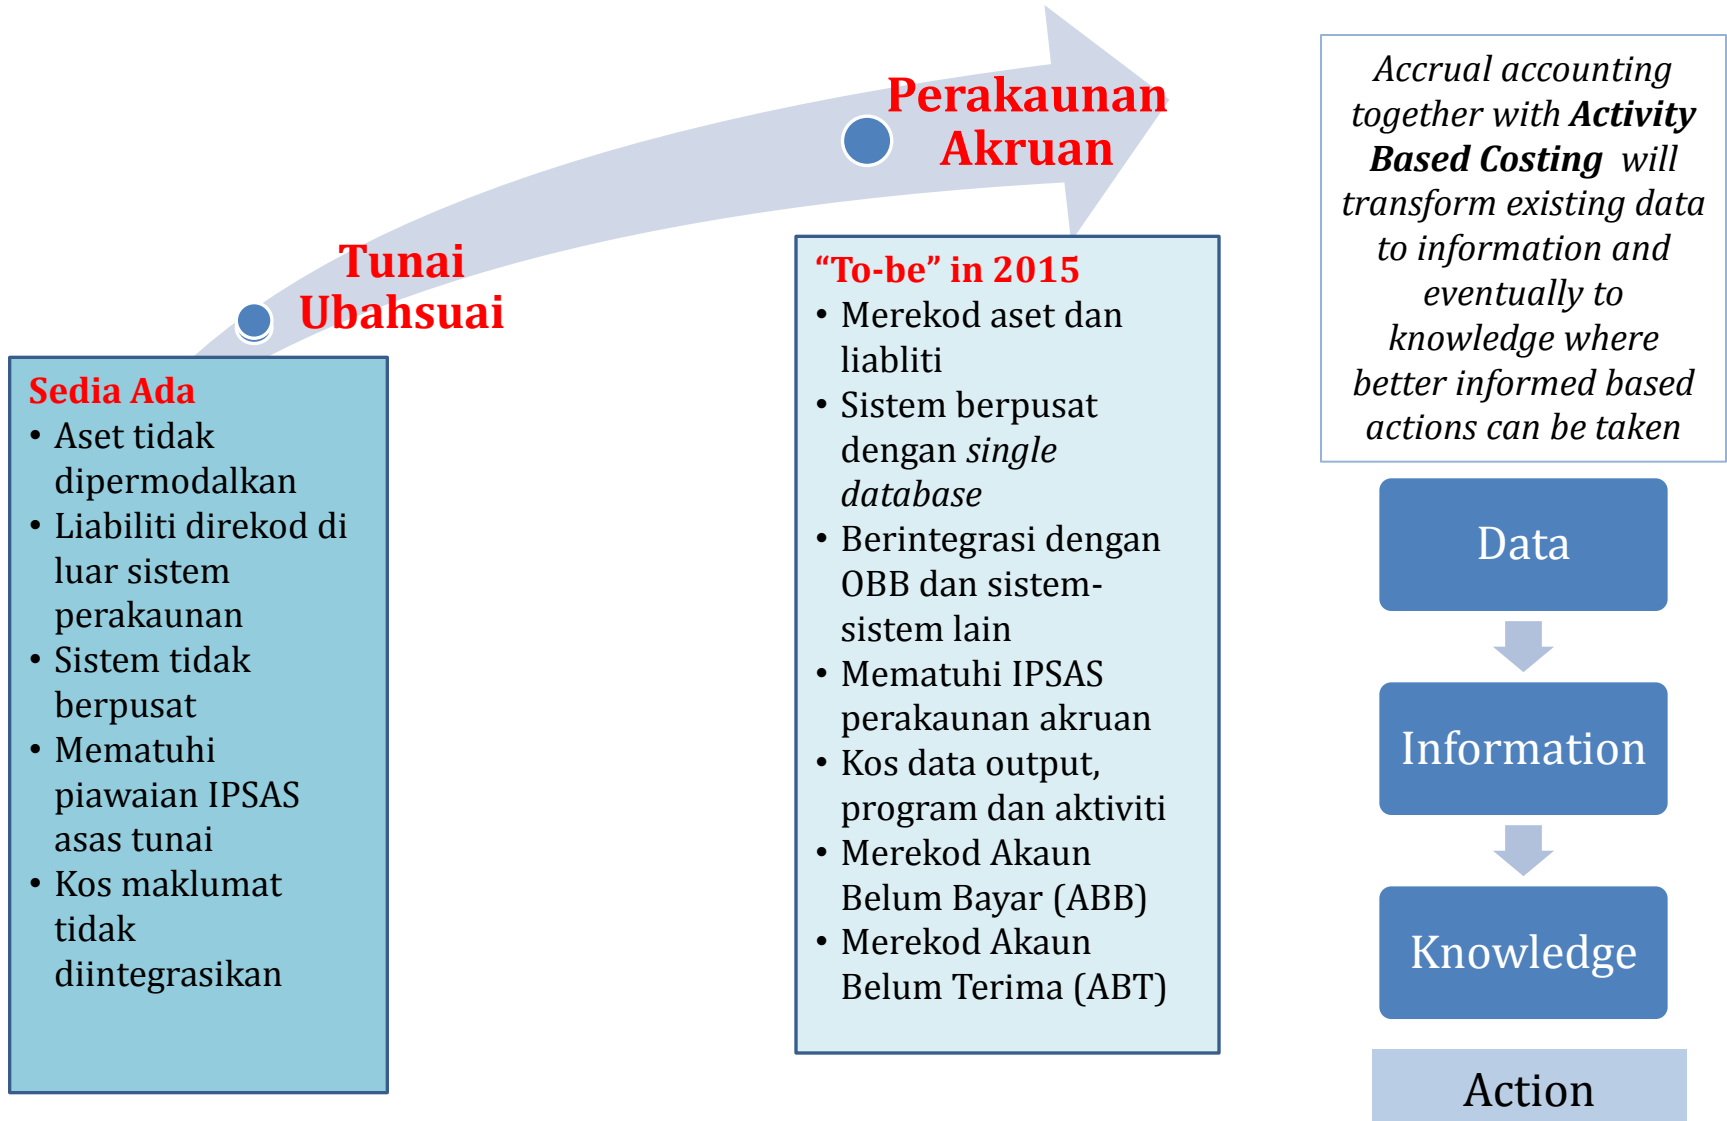 Perakaunan
Akruan
Tunai
Ubahsuai
Sedia Ada
• Aset tidak
dipermodalkan
• Liabiliti direkod di
luar sistem
perakaunan
• Sistem tidak
berpusat
• Mematuhi
piawaian IPSAS
asas tunai
• Kos maklumat
tidak
diintegrasikan
“To-be” in 2015
• Merekod aset dan
liabliti
• Sistem berpusat
dengan single
database
• Berintegrasi dengan
OBB dan sistem-
sistem lain
• Mematuhi IPSAS
perakaunan akruan
• Kos data output,
program dan aktiviti
• Merekod Akaun
Belum Bayar (ABB)
• Merekod Akaun
Belum Terima (ABT)
Accrual accounting
together with Activity
Based Costing will
transform existing data
to information and
eventually to
knowledge where
better informed based
actions can be taken
Data
Information
Knowledge
Action